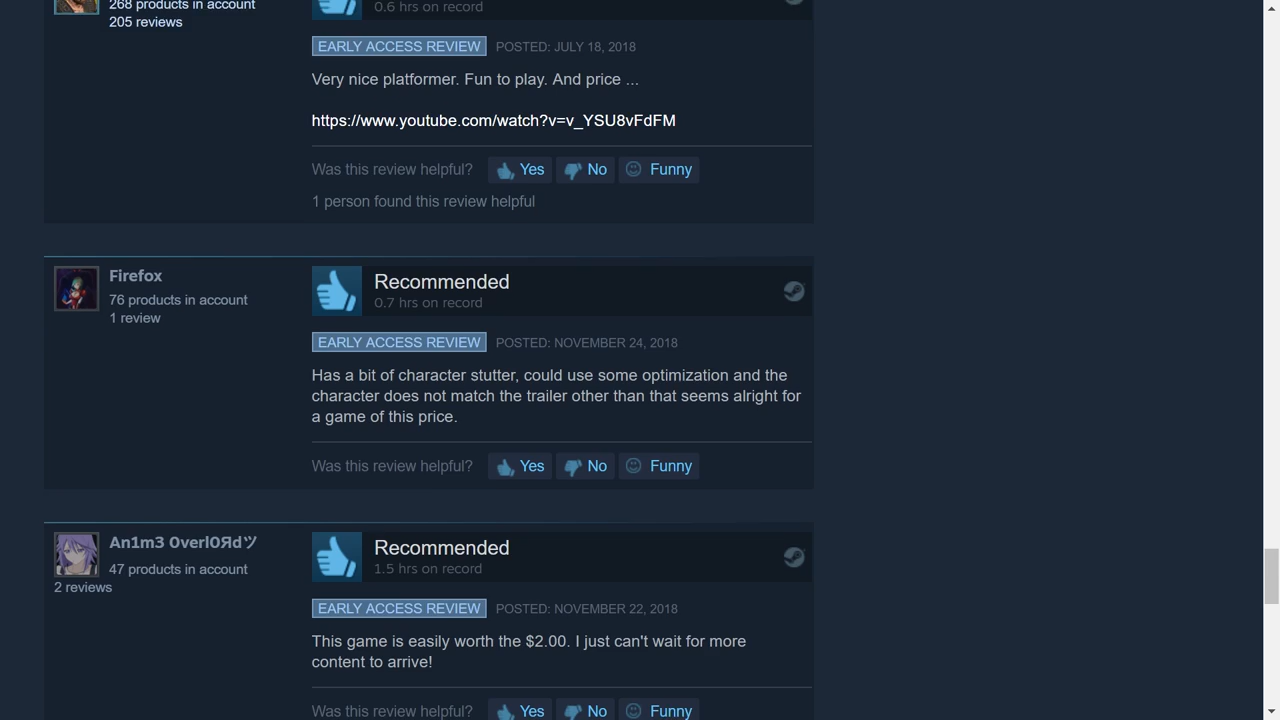 268 products in account
205 reviews
0.6 hrs on record
EARLY ACCESS REVIEW POSTED: JULY 18, 2018
Very nice platformer. Fun to play. And price ...
https://www.youtube.com/watch?v=v_YSU8vFdFM
Was this review helpful? Yes No Funny
1 person found this review helpful
Firefox
76 products in account
1 review
Recommended
0.7 hrs on record
EARLY ACCESS REVIEW POSTED: NOVEMBER 24, 2018
Has a bit of character stutter, could use some optimization and the
character does not match the trailer other than that seems alright for
a game of this price.
Was this review helpful? Yes No Funny
An1m3 0verlOЯdツ
47 products in account
2 reviews
Recommended
1.5 hrs on record
EARLY ACCESS REVIEW POSTED: NOVEMBER 22, 2018
This game is easily worth the $2.00. I just can't wait for more
content to arrive!
Was this review helpful? Yes No Funny